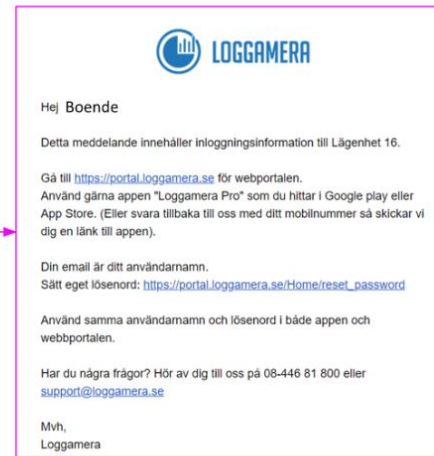 LOGGAMERA
Hej Boende
Detta meddelande innehåller inloggningsinformation till Lägenhet 16.
Gå till https://portal.loggamera.se för webportalen.
Använd gärna appen "Loggamera Pro" som du hittar i Google play eller
App Store. (Eller svara tillbaka till oss med ditt mobilnummer så skickar vi
dig en länk till appen).
Din email är ditt användarnamn.
Sätt eget lösenord: https://portal.loggamera.se/Home/reset_password
Använd samma användarnamn och lösenord i både appen och
webbportalen.
Har du några frågor? Hör av dig till oss på 08-446 81 800 eller
support@loggamera.se
Mvh,
Loggamera